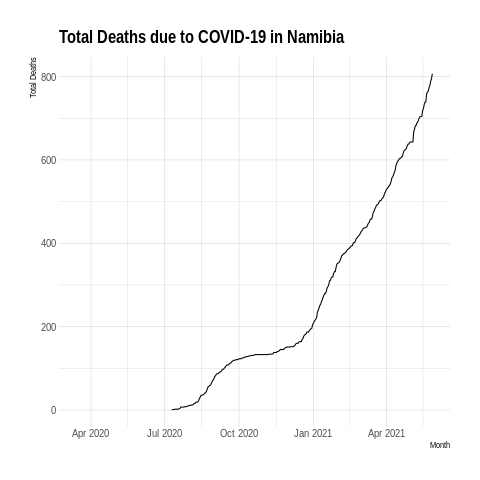 Total Deaths due to COVID-19 in Namibia
Total Deaths
800
600
400
200
0
Apr 2020 Jul 2020 Oct 2020 Jan 2021 Apr 2021
Month